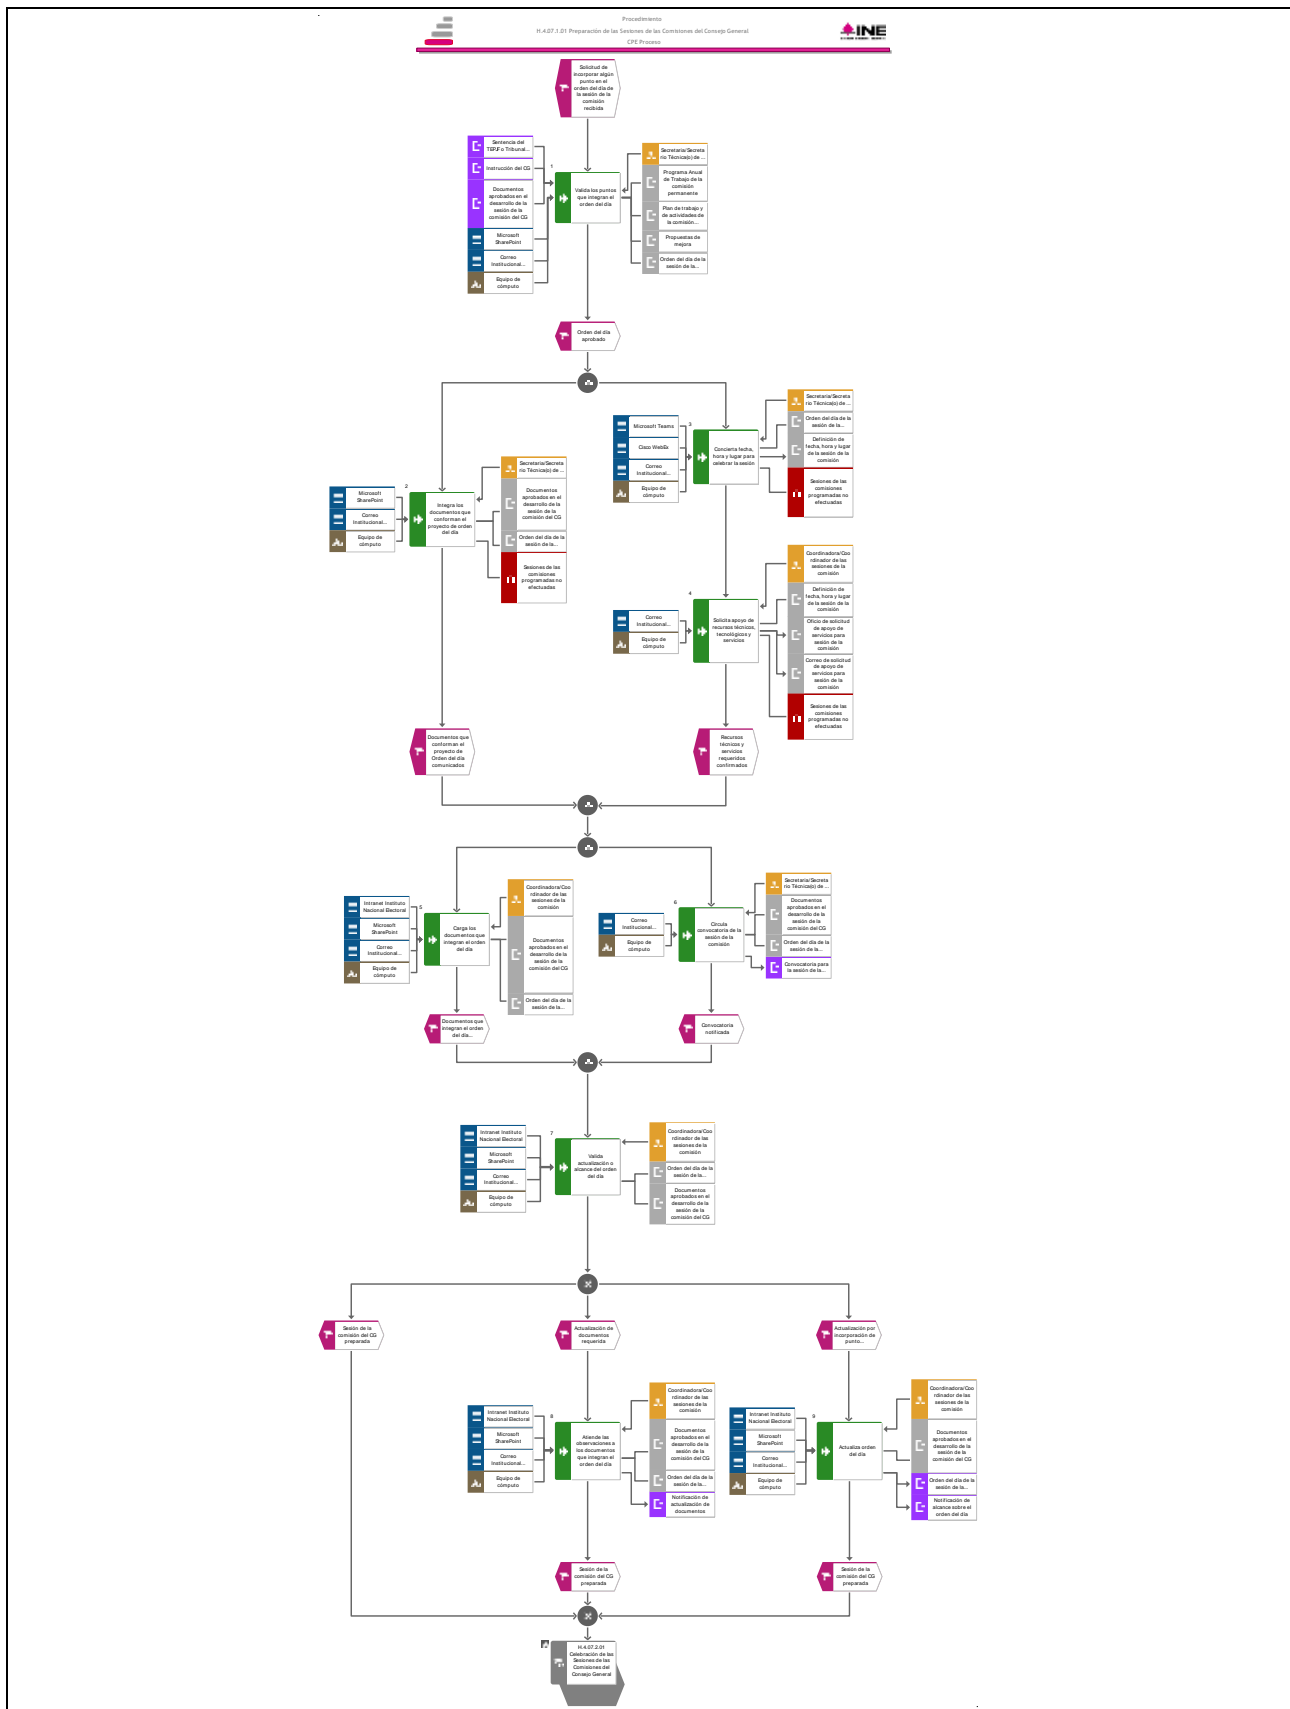 Procedimiento
H.4.07.1.01 Preparación de las Sesiones de las Comisiones del Consejo General
CPE Proceso
INE
Solicitud de
incorporar algún
punto en el
orden del día de
la sesión de la
comisión
recibida
Sentencia del
TEPJF o Tribunal...
Instrucción del CG
Documentos
aprobados en el
desarrollo de la
sesión de la
comisión del CG
Microsoft
SharePoint
Correo
Institucional...
Equipo de
cómputo
1
Valida los puntos
que integran el
orden del día
Secretaria/Secreta
rio Técnica(o) de ...
Programa Anual
de Trabajo de la
comisión
permanente
Plan de trabajo y
de actividades de
la comisión...
Propuestas de
mejora
Orden del día de la
sesión de la...
Orden del día
aprobado
Microsoft
SharePoint
Correo
Institucional...
Equipo de
cómputo
2
Integra los
documentos que
conforman el
proyecto de orden
del día
Secretaria/Secreta
rio Técnica(o) de ...
Documentos
aprobados en el
desarrollo de la
sesión de la
comisión del CG
Orden del día de la
sesión de la...
Sesiones de las
comisiones
programadas no
efectuadas
Microsoft Teams
Cisco WebEx
Correo
Institucional...
Equipo de
cómputo
3
Concierta fecha,
hora y lugar para
celebrar la sesión
Secretaria/Secreta
rio Técnica(o) de ...
Orden del día de la
sesión de la...
Definición de
fecha, hora y lugar
de la sesión de la
comisión
Sesiones de las
comisiones
programadas no
efectuadas
Correo
Institucional...
Equipo de
cómputo
4
Solicita apoyo de
recursos técnicos,
tecnológicos y
servicios
Coordinadora/Coo
rdinador de las
sesiones de la
comisión
Definición de
fecha, hora y lugar
de la sesión de la
comisión
Oficio de solicitud
de apoyo de
servicios para
sesión de la
comisión
Correo de solicitud
de apoyo de
servicios para
sesión de la
comisión
Sesiones de las
comisiones
programadas no
efectuadas
Documentos que
conforman el
proyecto de
Orden del día
comunicados
Recursos
técnicos y
servicios
requeridos
confirmados
Intranet Instituto
Nacional Electoral
Microsoft
SharePoint
Correo
Institucional...
Equipo de
cómputo
5
Carga los
documentos que
integran el orden
del día
Coordinadora/Coo
rdinador de las
sesiones de la
comisión
Documentos
aprobados en el
desarrollo de la
sesión de la
comisión del CG
Orden del día de la
sesión de la...
Correo
Institucional...
Equipo de
cómputo
6
Circula
convocatoria de la
sesión de la
comisión
Secretaria/Secreta
rio Técnica(o) de ...
Documentos
aprobados en el
desarrollo de la
sesión de la
comisión del CG
Orden del día de la
sesión de la...
Convocatoria para
la sesión de la...
Documentos que
integran el orden
del día...
Convocatoria
notificada
Intranet Instituto
Nacional Electoral
Microsoft
SharePoint
Correo
Institucional...
Equipo de
cómputo
7
Valida
actualización o
alcance del orden
del día
Coordinadora/Coo
rdinador de las
sesiones de la
comisión
Orden del día de la
sesión de la...
Documentos
aprobados en el
desarrollo de la
sesión de la
comisión del CG
Sesión de la
comisión del CG
preparada
Actualización de
documentos
requerida
Actualización por
incorporación de
punto...
Intranet Instituto
Nacional Electoral
Microsoft
SharePoint
Correo
Institucional...
Equipo de
cómputo
8
Atiende las
observaciones a
los documentos
que integran el
orden del día
Coordinadora/Coo
rdinador de las
sesiones de la
comisión
Documentos
aprobados en el
desarrollo de la
sesión de la
comisión del CG
Orden del día de la
sesión de la...
Notificación de
actualización de
documentos
Intranet Instituto
Nacional Electoral
Microsoft
SharePoint
Correo
Institucional...
Equipo de
cómputo
9
Actualiza orden
del día
Coordinadora/Coo
rdinador de las
sesiones de la
comisión
Documentos
aprobados en el
desarrollo de la
sesión de la
comisión del CG
Orden del día de la
sesión de la...
Notificación de
alcance sobre el
orden del día
Sesión de la
comisión del CG
preparada
Sesión de la
comisión del CG
preparada
H.4.07.2.01
Celebración de las
Sesiones de las
Comisiones del
Consejo General